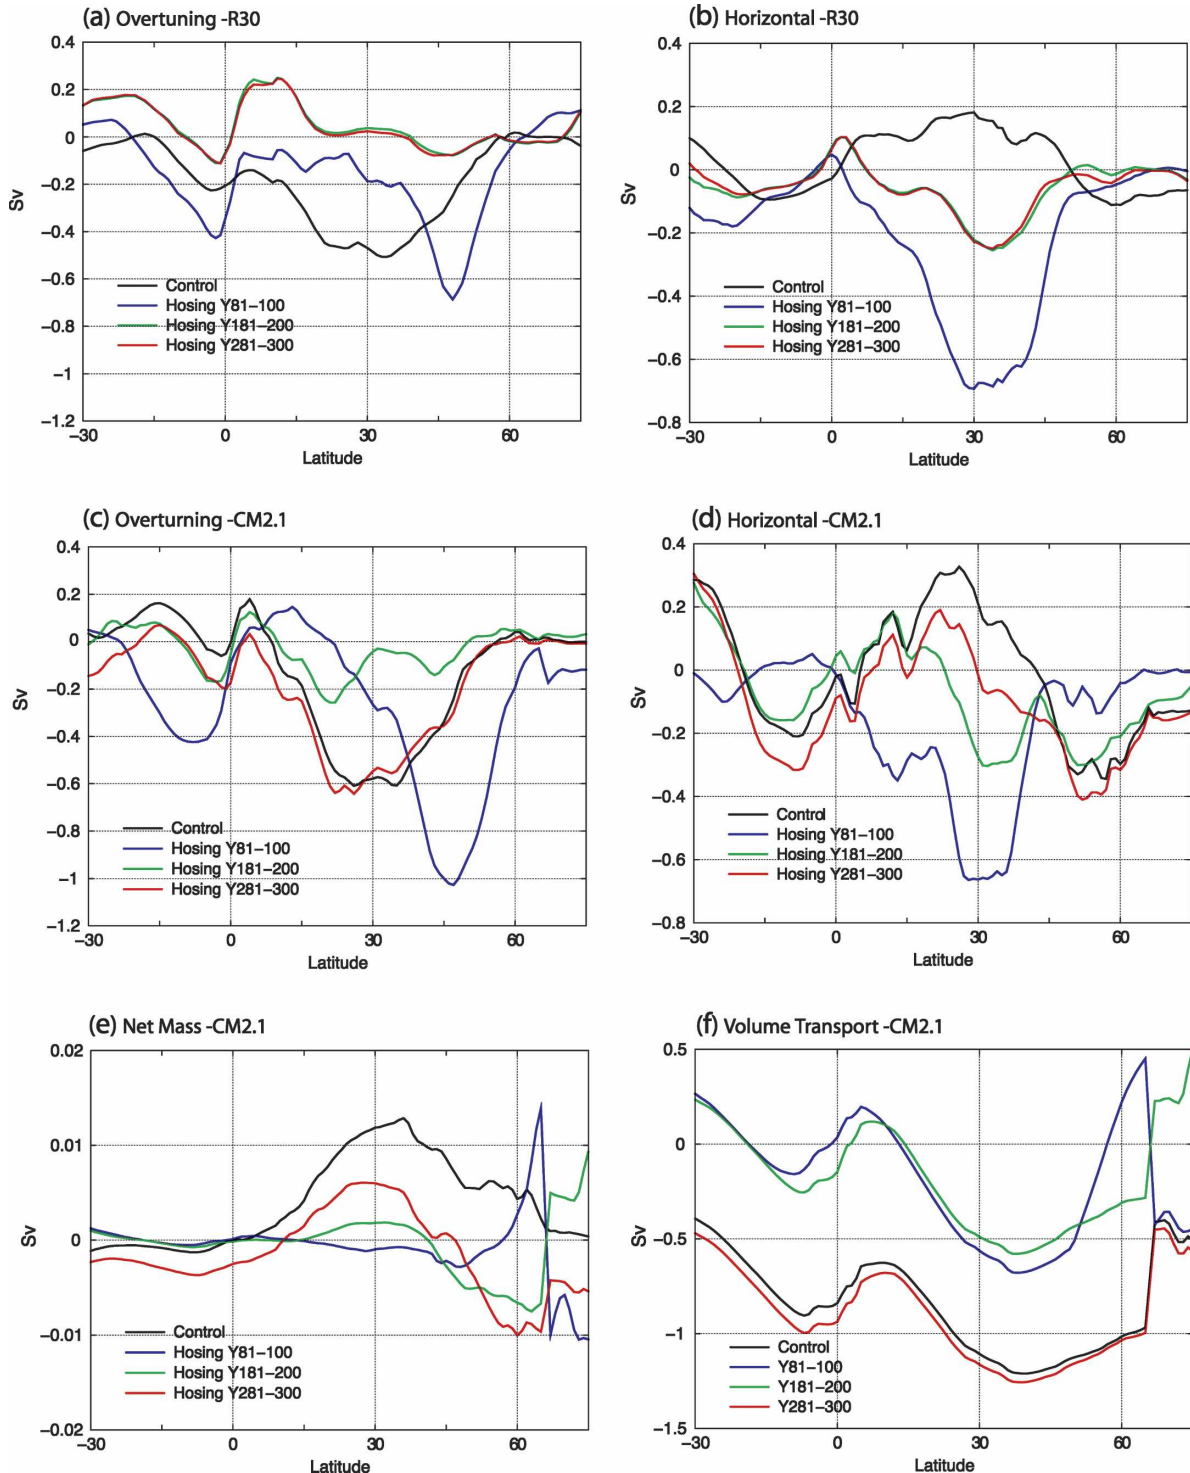 (a) Overtuning -R30
0.4
0.2
0
−0.2
−0.4
−0.6
−0.8
−1
−1.2
Sv
Control
Hosing Y81−100
Hosing Y181−200
Hosing Y281−300
−30
0
30
60
Latitude
(b) Horizontal -R30
0.4
0.2
0
−0.2
−0.4
−0.6
−0.8
Sv
Control
Hosing Y81−100
Hosing Y181−200
Hosing Y281−300
−30
0
30
60
Latitude
(c) Overturning -CM2.1
0.4
0.2
0
−0.2
−0.4
−0.6
−0.8
−1
−1.2
Sv
Control
Hosing Y81−100
Hosing Y181−200
Hosing Y281−300
−30
0
30
60
Latitude
(d) Horizontal -CM2.1
0.4
0.2
0
−0.2
−0.4
−0.6
−0.8
Sv
Control
Hosing Y81−100
Hosing Y181−200
Hosing Y281−300
−30
0
30
60
Latitude
(e) Net Mass -CM2.1
0.02
0.01
0
−0.01
−0.02
Sv
Control
Hosing Y81−100
Hosing Y181−200
Hosing Y281−300
−30
0
30
60
Latitude
(f) Volume Transport -CM2.1
0.5
0
−0.5
−1
−1.5
Sv
Control
Y81−100
Y181−200
Y281−300
−30
0
30
60
Latitude